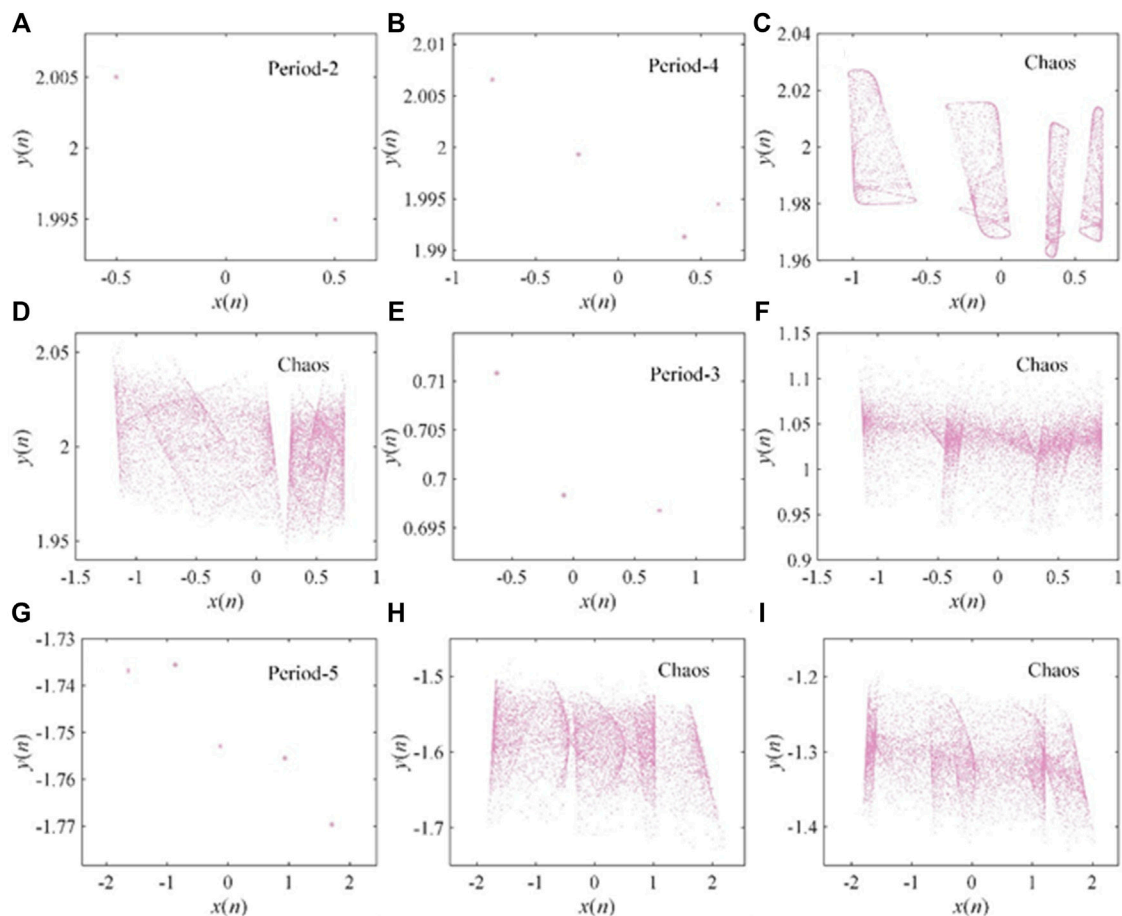 A
Period-2
2.005
2
1.995
y(n)
-0.5 0 0.5
x(n)
B
Period-4
2.01
2.005
2
1.995
1.99
y(n)
-1 -0.5 0 0.5 1
x(n)
C
Chaos
2.04
2.02
2
1.98
1.96
y(n)
-1 -0.5 0 0.5
x(n)
D
Chaos
2.05
2
1.95
y(n)
-1.5 -1 -0.5 0 0.5 1
x(n)
E
Period-3
0.71
0.705
0.7
0.695
y(n)
-0.5 0 0.5 1
x(n)
F
Chaos
1.15
1.1
1.05
1
0.95
0.9
y(n)
-1.5 -1 -0.5 0 0.5 1
x(n)
G
Period-5
-1.73
-1.74
-1.75
-1.76
-1.77
y(n)
-2 -1 0 1 2
x(n)
H
Chaos
-1.5
-1.6
-1.7
y(n)
-2 -1 0 1 2
x(n)
I
Chaos
-1.2
-1.3
-1.4
y(n)
-2 -1 0 1 2
x(n)